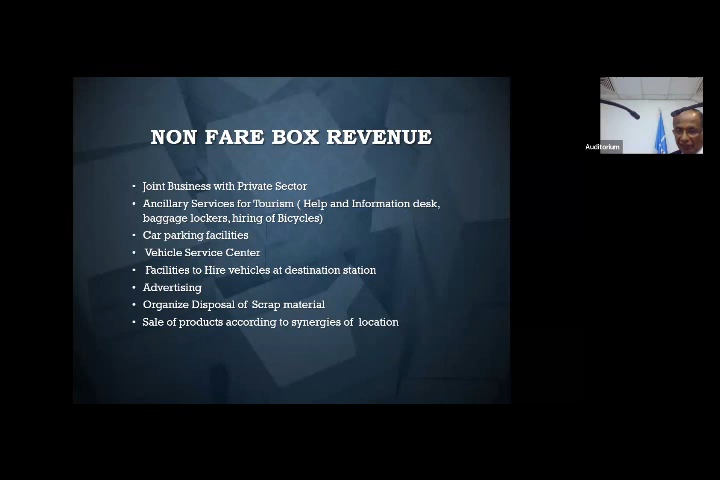 NON FARE BOX REVENUE
• Joint Business with Private Sector
• Ancillary Services for Tourism ( Help and Information desk,
baggage lockers, hiring of Bicycles)
• Car parking facilities
• Vehicle Service Center
• Facilities to Hire vehicles at destination station
• Advertising
• Organize Disposal of Scrap material
• Sale of products according to synergies of location
Auditorium